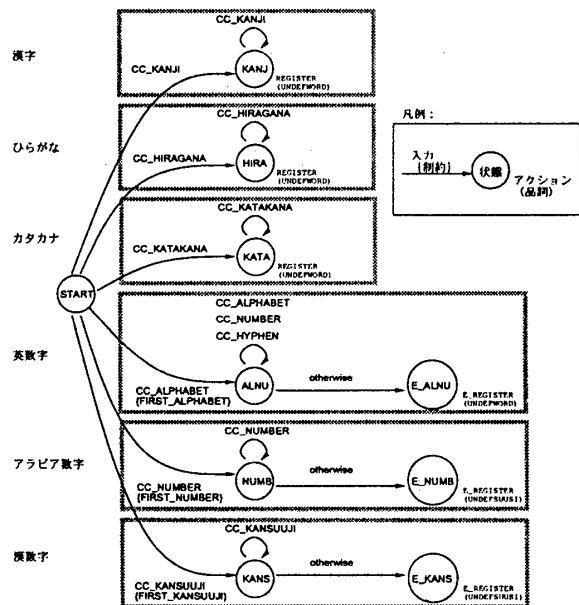 漢字
CC_KANJI
CC_KANJI
KANJ
REGISTER
(UNDEFWORD)
ひらがな
CC_HIRAGANA
CC_HIRAGANA
HIRA
REGISTER
(UNDEFWORD)
カタカナ
CC_KATAKANA
CC_KATAKANA
KATA
REGISTER
(UNDEFWORD)
凡例：
入力
{制約}
状態
アクション
(品詞)
START
英数字
CC_ALPHABET
CC_NUMBER
CC_HYPHEN
CC_ALPHABET
{FIRST_ALPHABET}
ALNU
otherwise
E_ALNU
E_REGISTER
(UNDEFWORD)
アラビア数字
CC_NUMBER
CC_NUMBER
{FIRST_NUMBER}
NUMB
otherwise
E_NUMB
E_REGISTER
(UNDEFSUUSI)
漢数字
CC_KANSUUJI
CC_KANSUUJI
{FIRST_KANSUUJI}
KANS
otherwise
E_KANS
E_REGISTER
(UNDEFSUUSI)